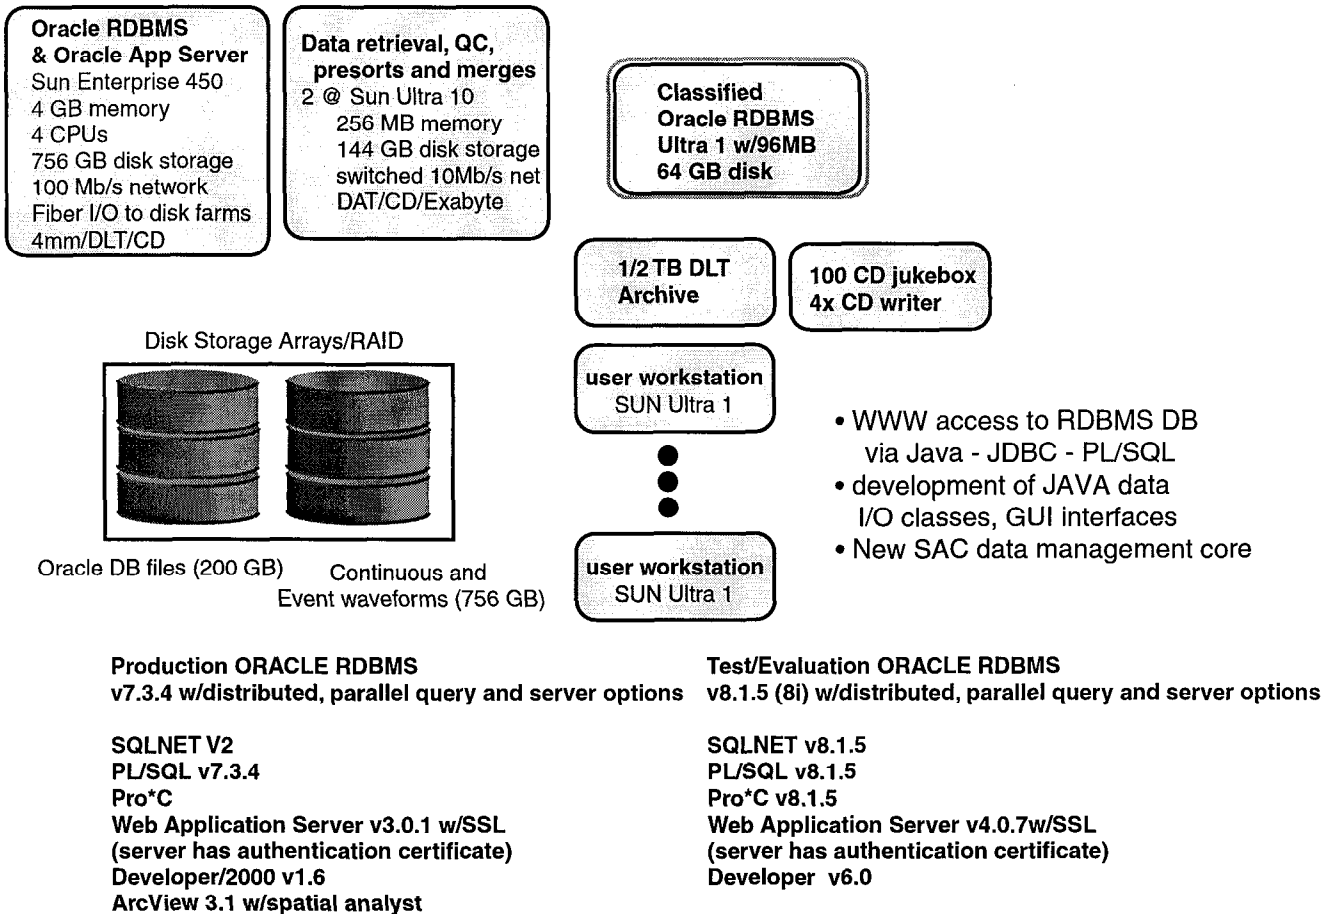 Oracle RDBMS
& Oracle App Server
Sun Enterprise 450
4 GB memory
4 CPUs
756 GB disk storage
100 Mb/s network
Fiber I/O to disk farms
4mm/DLT/CD
Data retrieval, QC,
presorts and merges
2 @ Sun Ultra 10
256 MB memory
144 GB disk storage
switched 10Mb/s net
DAT/CD/Exabyte
Classified
Oracle RDBMS
Ultra 1 w/96MB
64 GB disk
1/2 TB DLT
Archive
100 CD jukebox
4x CD writer
Disk Storage Arrays/RAID
Oracle DB files (200 GB)
Continuous and
Event waveforms (756 GB)
user workstation
SUN Ultra 1
user workstation
SUN Ultra 1
• WWW access to RDBMS DB
via Java - JDBC - PL/SQL
• development of JAVA data
I/O classes, GUI interfaces
• New SAC data management core
Production ORACLE RDBMS
v7.3.4 w/distributed, parallel query and server options
SQLNET V2
PL/SQL v7.3.4
Pro*C
Web Application Server v3.0.1 w/SSL
(server has authentication certificate)
Developer/2000 v1.6
ArcView 3.1 w/spatial analyst
Test/Evaluation ORACLE RDBMS
v8.1.5 (8i) w/distributed, parallel query and server options
SQLNET v8.1.5
PL/SQL v8.1.5
Pro*C v8.1.5
Web Application Server v4.0.7w/SSL
(server has authentication certificate)
Developer v6.0